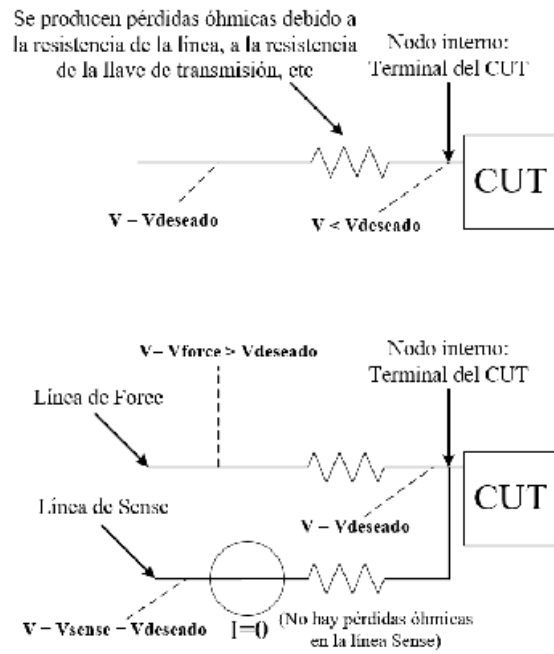 Se producen pérdidas óhmicas debido a
la resistencia de la línea, a la resistencia
de la llave de transmisión, etc
Nodo interno:
Terminal del CUT
CUT
V = Vdeseado
V < Vdeseado
V= Vforce > Vdeseado
Nodo interno:
Terminal del CUT
Línea de Force
CUT
Línea de Sense
V = Vdeseado
V = Vsense = Vdeseado
I=0
(No hay pérdidas óhmicas
en la línea Sense)